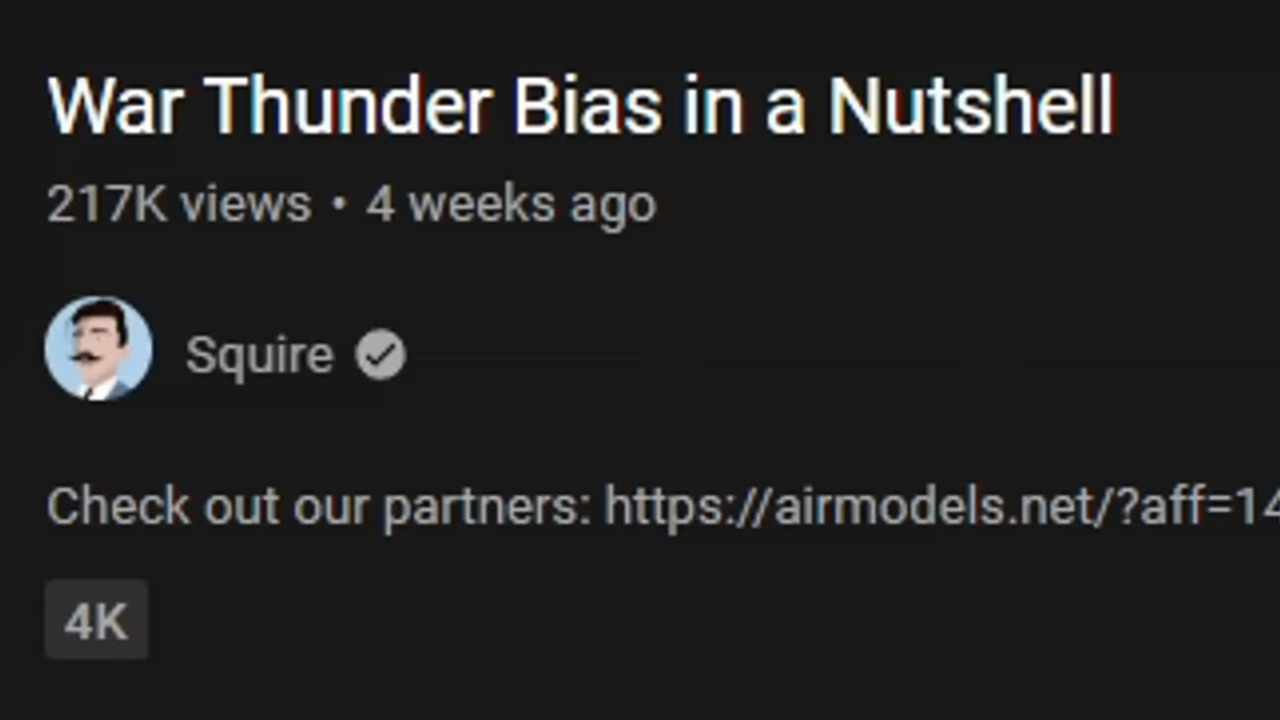 War Thunder Bias in a Nutshell
217K views • 4 weeks ago
Squire
Check out our partners: https://airmodels.net/?aff=14
4K